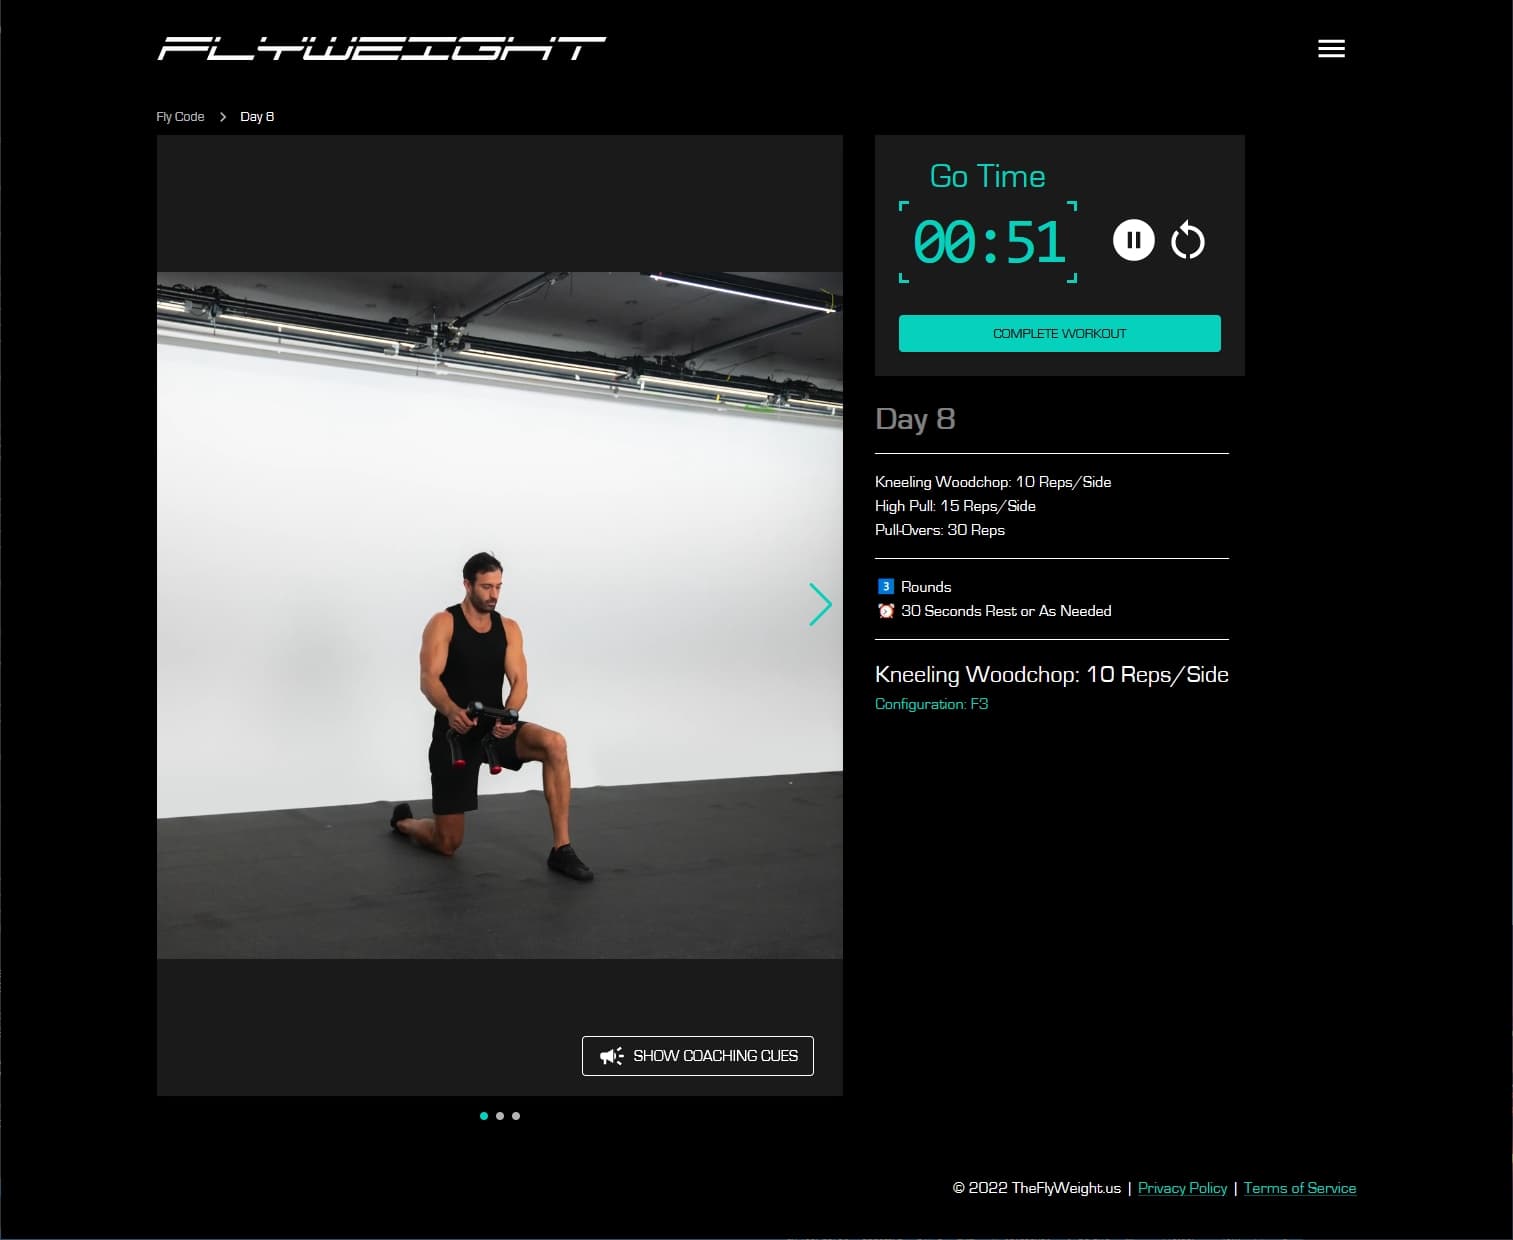 FLYWEIGHT
Fly Code > Day 8
Go Time
00:51
COMPLETE WORKOUT
Day 8
Kneeling Woodchop: 10 Reps/Side
High Pull: 15 Reps/Side
Pull-Overs: 30 Reps
3️⃣ Rounds
⏰ 30 Seconds Rest or As Needed
Kneeling Woodchop: 10 Reps/Side
Configuration: F3
SHOW COACHING CUES
© 2022 TheFlyWeight.us | Privacy Policy | Terms of Service